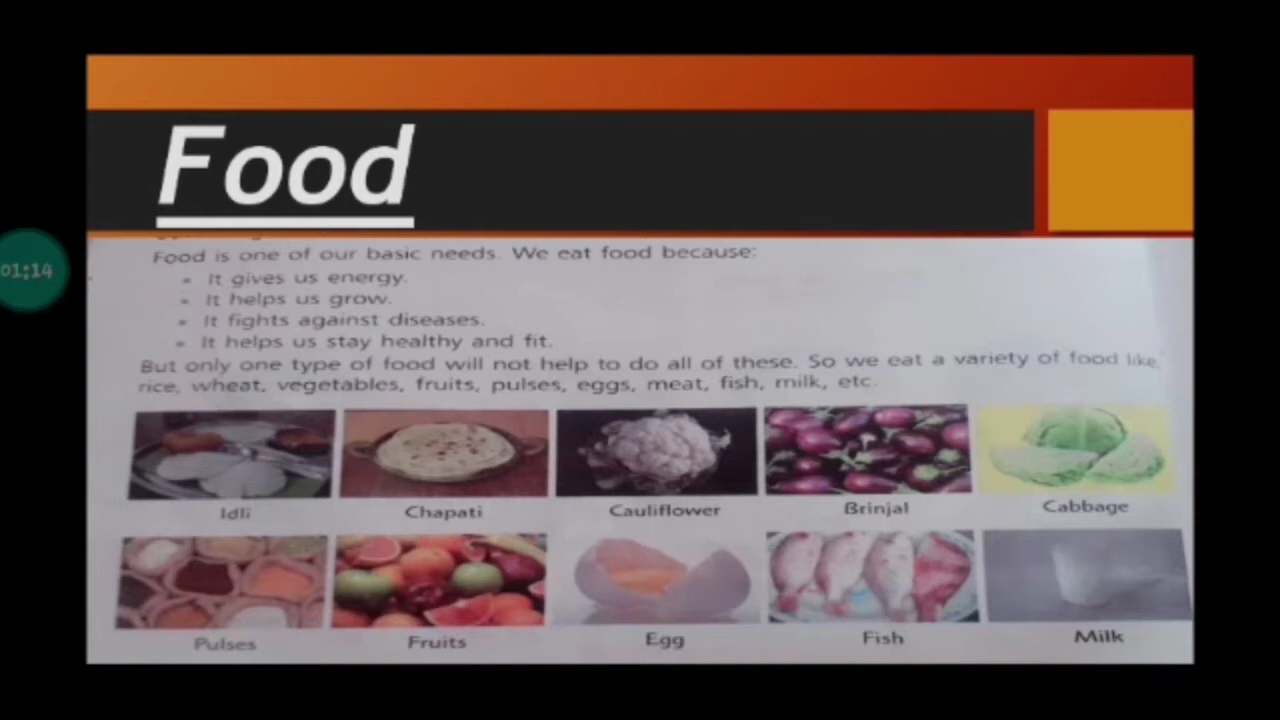 Food
01:14
Food is one of our basic needs. We eat food because:
• It gives us energy.
• It helps us grow.
• It fights against diseases.
• It helps us stay healthy and fit.
But only one type of food will not help to do all of these. So we eat a variety of food like,
rice, wheat, vegetables, fruits, pulses, eggs, meat, fish, milk, etc.
Idli Chapati Cauliflower Brinjal Cabbage
Pulses Fruits Egg Fish Milk